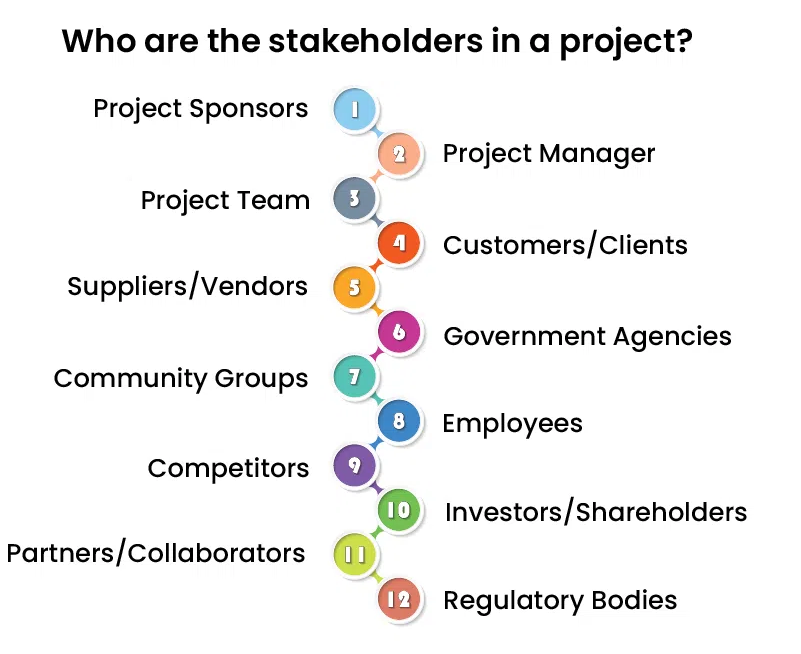 Who are the stakeholders in a project?
Project Sponsors 1
2 Project Manager
Project Team 3
4 Customers/Clients
Suppliers/Vendors 5
6 Government Agencies
Community Groups 7
8 Employees
Competitors 9
10 Investors/Shareholders
Partners/Collaborators 11
12 Regulatory Bodies